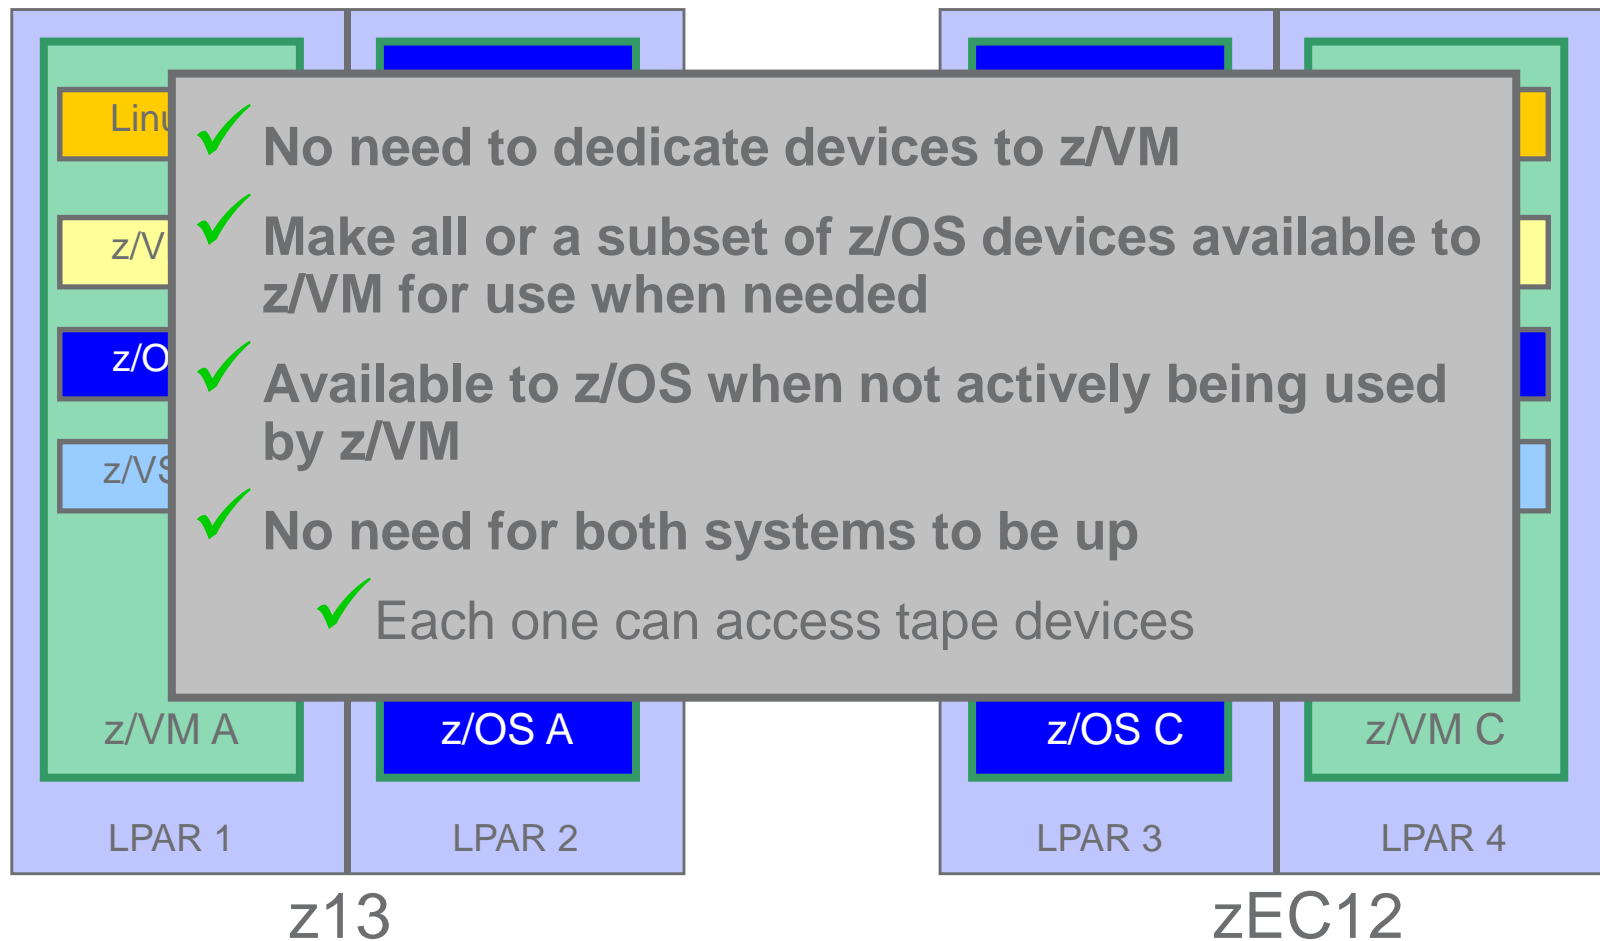 No need to dedicate devices to z/VM
Make all or a subset of z/OS devices available to
z/VM for use when needed
Available to z/OS when not actively being used
by z/VM
No need for both systems to be up
Each one can access tape devices
z/VM A
z/OS A
z/OS C
z/VM C
LPAR 1
LPAR 2
LPAR 3
LPAR 4
z13
zEC12